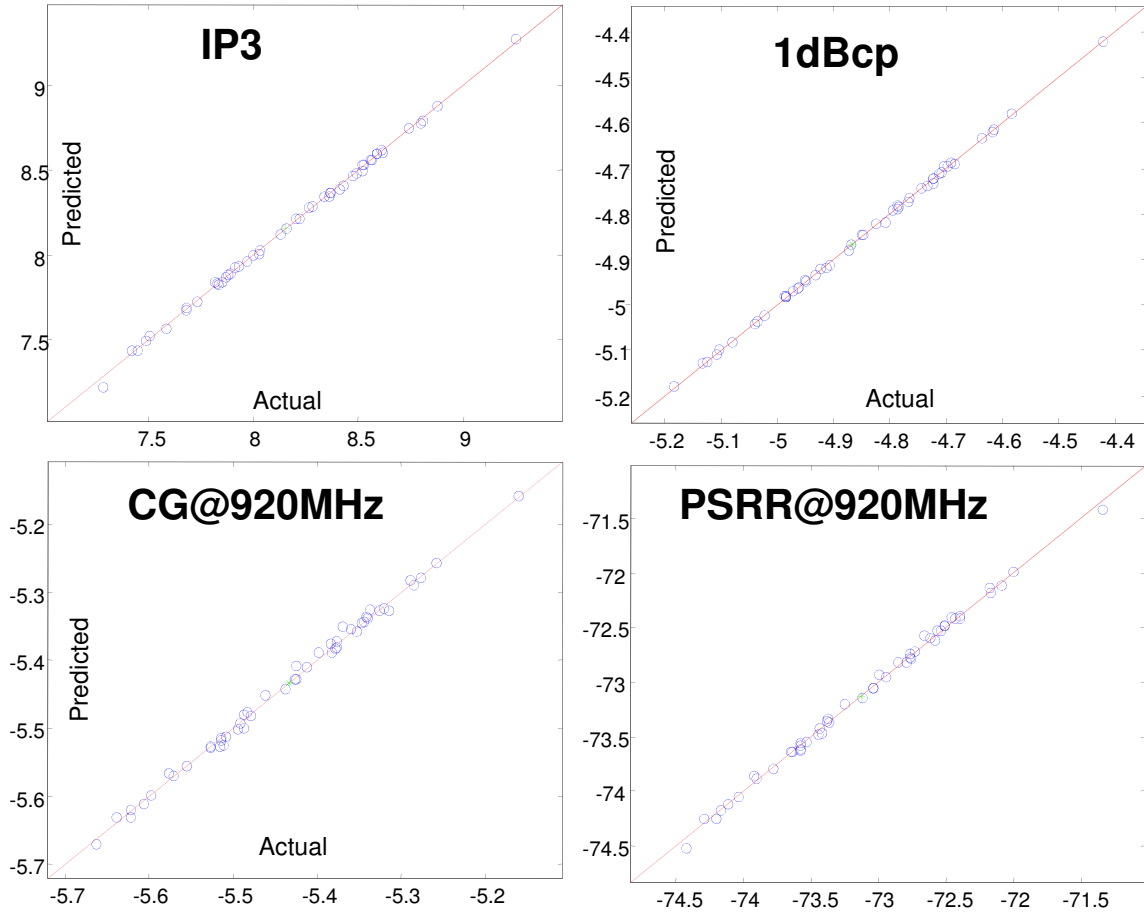 IP3
9
8.5
8
7.5
Predicted
Actual
7.5 8 8.5 9
1dBcp
-4.4
-4.5
-4.6
-4.7
-4.8
-4.9
-5
-5.1
-5.2
Predicted
Actual
-5.2 -5.1 -5 -4.9 -4.8 -4.7 -4.6 -4.5 -4.4
CG@920MHz
-5.2
-5.3
-5.4
-5.5
-5.6
-5.7
Predicted
Actual
-5.7 -5.6 -5.5 -5.4 -5.3 -5.2
PSRR@920MHz
-71.5
-72
-72.5
-73
-73.5
-74
-74.5
-74.5 -74 -73.5 -73 -72.5 -72 -71.5